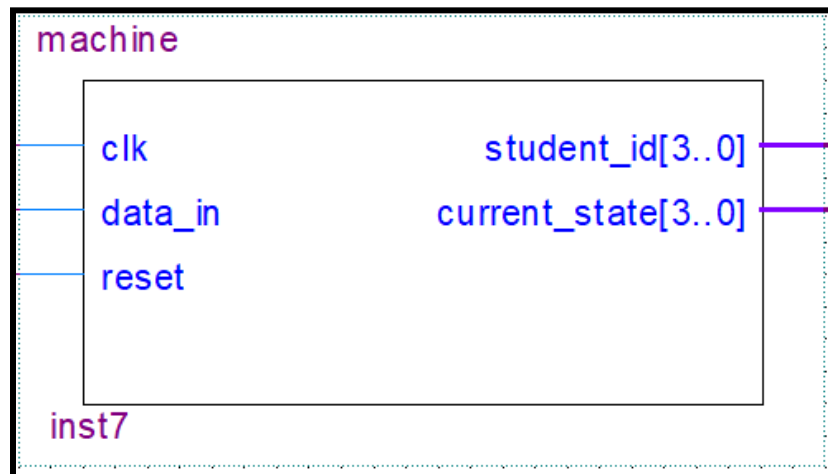 machine
clk student_id[3..0]
data_in current_state[3..0]
reset
inst7